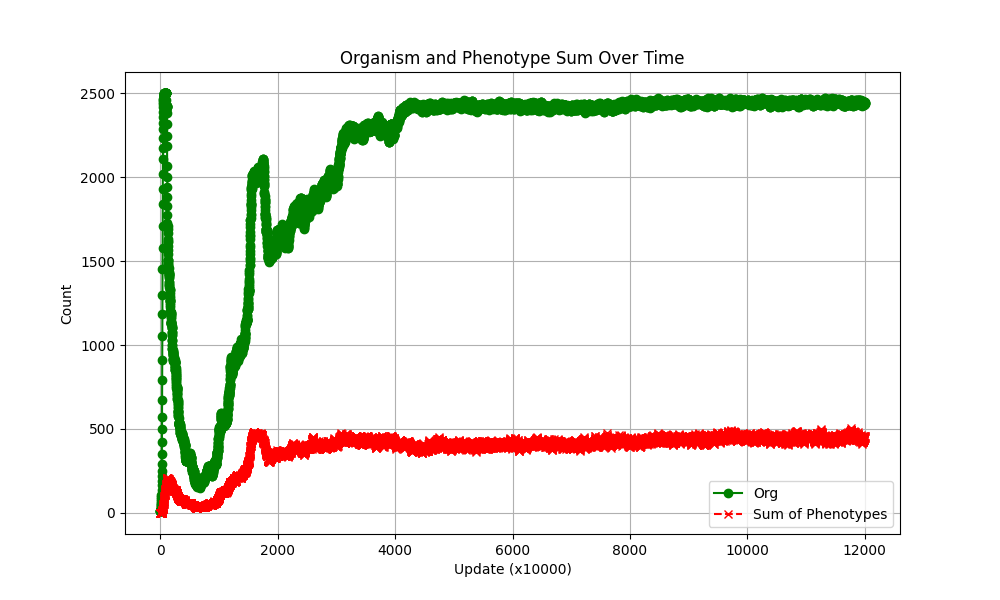 Organism and Phenotype Sum Over Time
2500
2000
1500
1000
500
0
Count
0 2000 4000 6000 8000 10000 12000
Update (x10000)
Org
Sum of Phenotypes